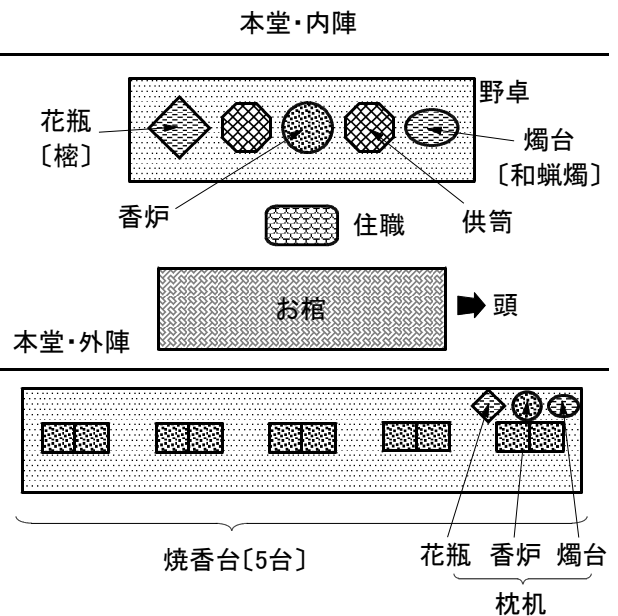 本堂・内陣
野卓
花瓶
〔樒〕
燭台
〔和蝋燭〕
香炉
住職
供笥
お棺
頭
本堂・外陣
焼香台〔5台〕
花瓶 香炉 燭台
枕机